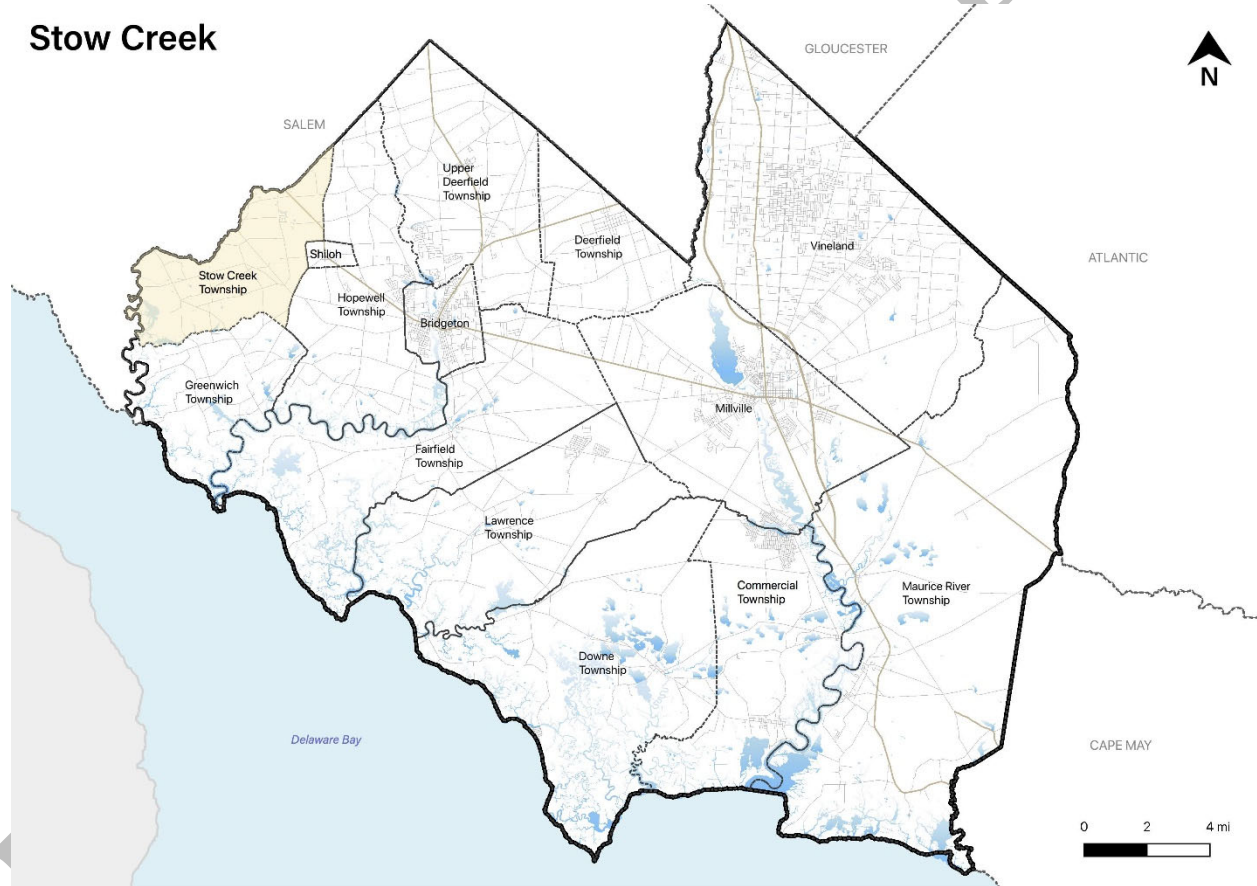 Stow Creek
GLOUCESTER
N
SALEM
Upper
Deerfield
Township
Deerfield
Township
Vineland
ATLANTIC
Shiloh
Stow Creek
Township
Hopewell
Township
Bridgeton
Greenwich
Township
Millville
Fairfield
Township
Lawrence
Township
Commercial
Township
Maurice River
Township
Downe
Township
Delaware Bay
CAPE MAY
0 2 4 mi